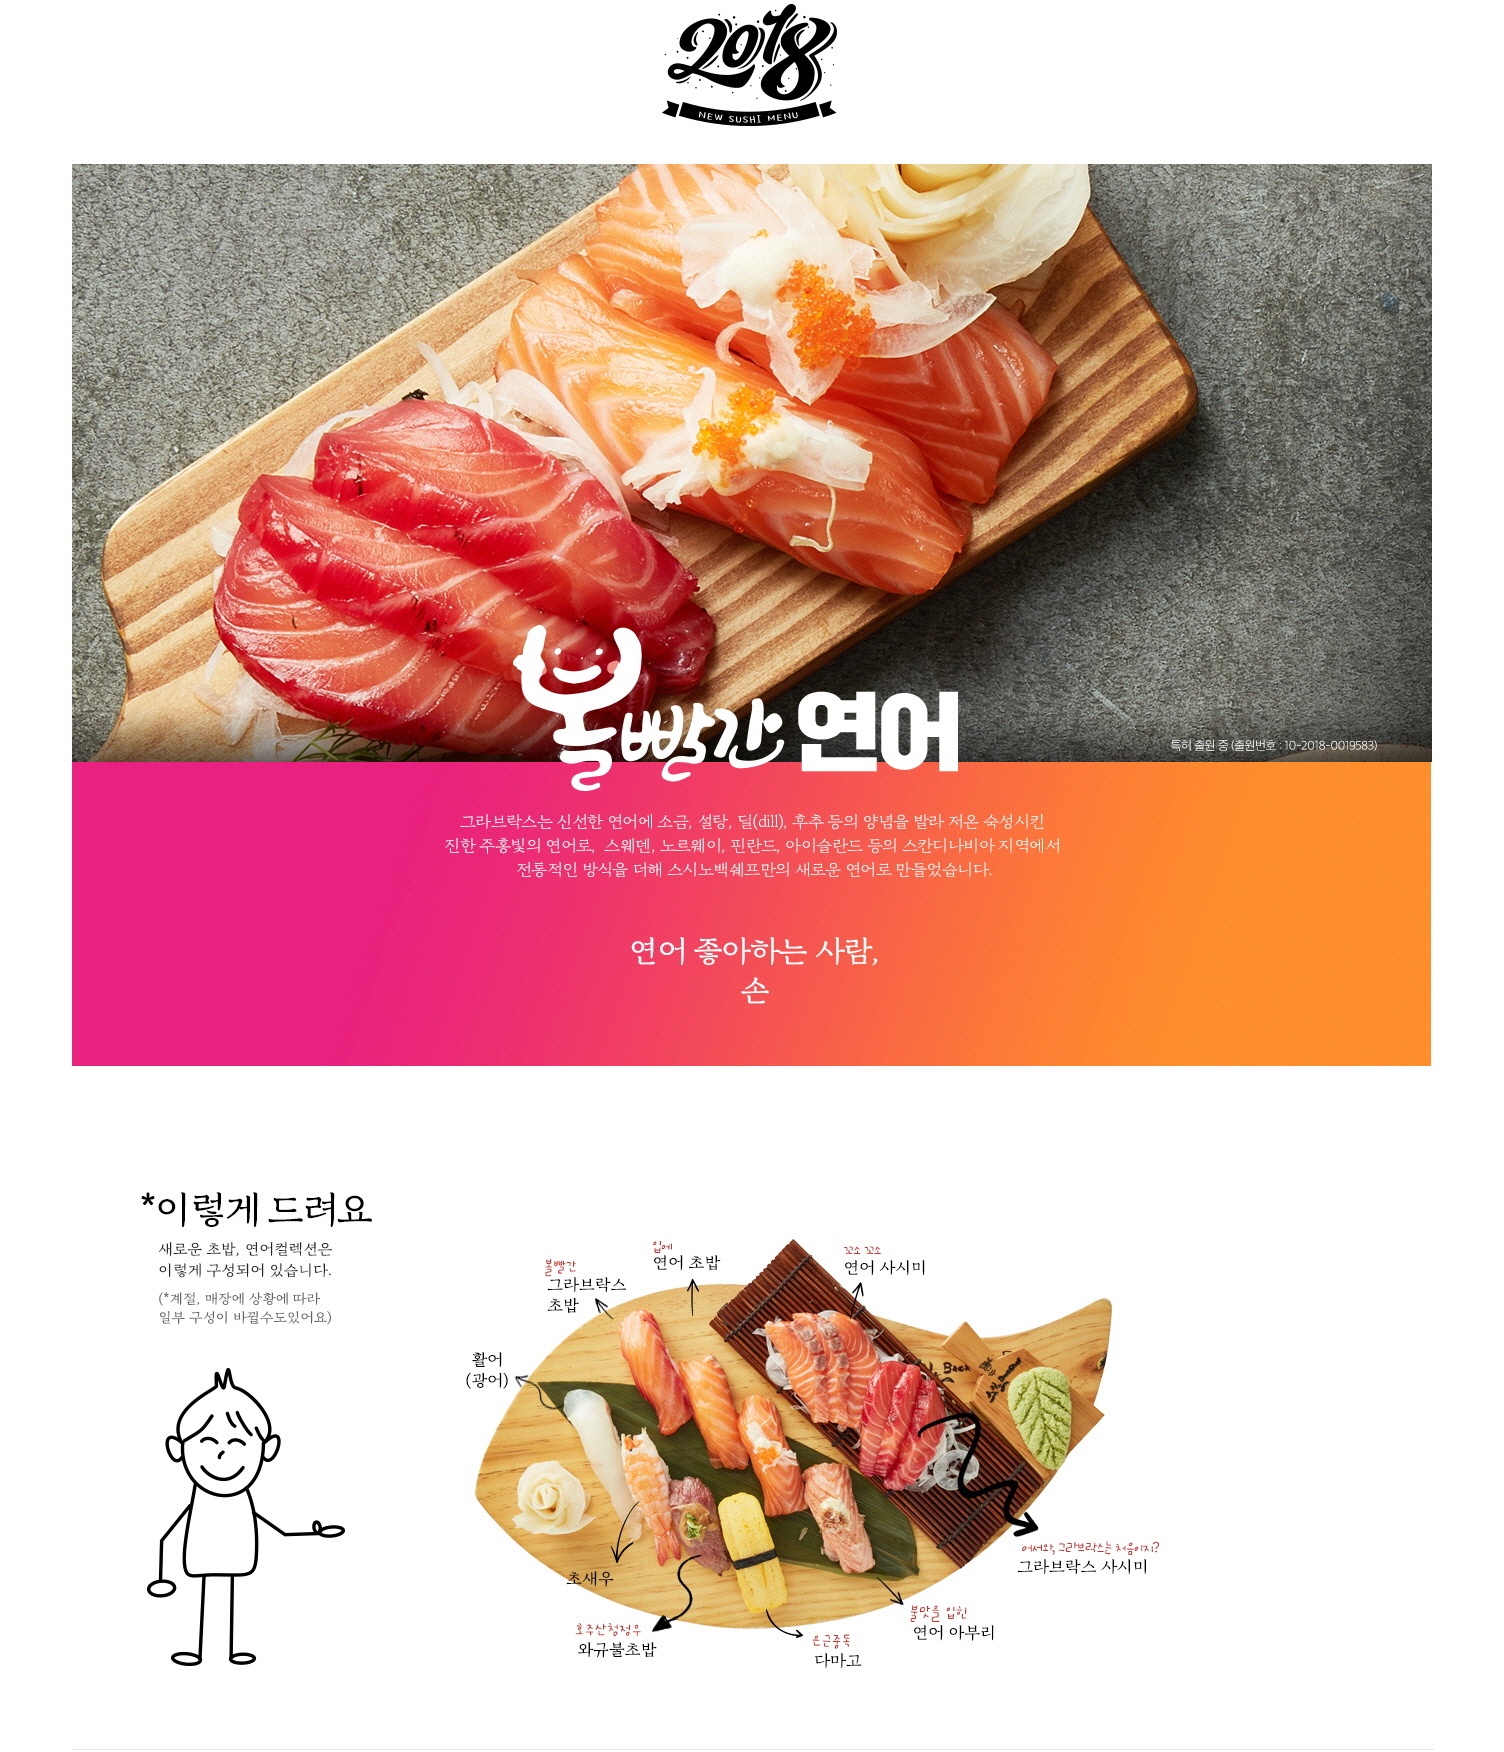 2018
NEW SUSHI MENU
볼빨간 연어
특허 출원 중 (출원번호 : 10-2018-0019583)
그라브락스는 신선한 연어에 소금, 설탕, 딜(dill), 후추 등의 양념을 발라 저온 숙성시킨
진한 주홍빛의 연어로, 스웨덴, 노르웨이, 핀란드, 아이슬란드 등의 스칸디나비아 지역에서
전통적인 방식을 더해 스시노백쉐프만의 새로운 연어로 만들었습니다.
연어 좋아하는 사람,
손
*이렇게 드려요
새로운 초밥, 연어컬렉션은
이렇게 구성되어 있습니다.
(*계절, 매장에 상황에 따라
일부 구성이 바뀔수도있어요)
볼빨간
그라브락스
초밥
입에
연어 초밥
꼬소 꼬소
연어 사시미
활어
(광어)
Back
어서와, 그라브락스는 처음이지?
그라브락스 사시미
초새우
호주산청정우
와규불초밥
은근중독
다마고
불맛을 입힌
연어 아부리